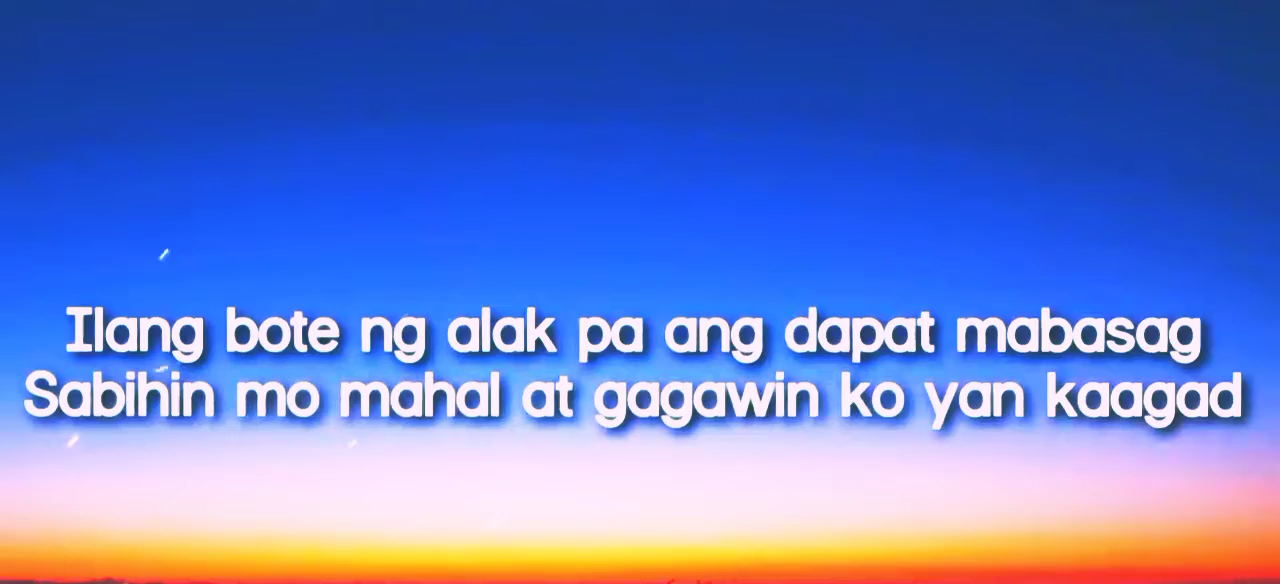 Ilang bote ng alak pa ang dapat mabasag
Sabihin mo mahal at gagawin ko yan kaagad